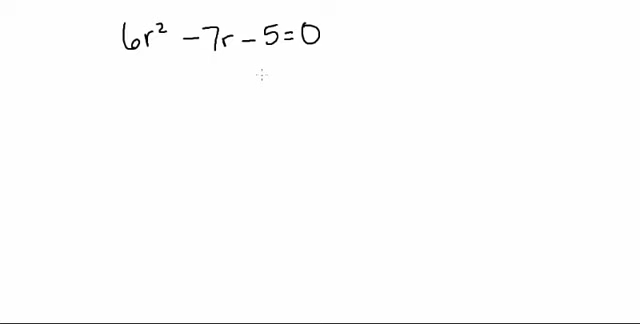 6r² - 7r - 5 = 0